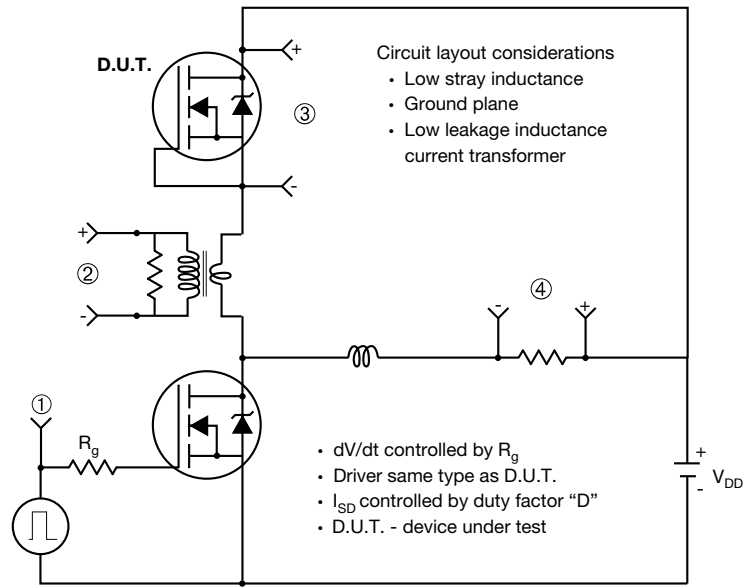 D.U.T.
+
Circuit layout considerations
• Low stray inductance
• Ground plane
• Low leakage inductance
current transformer
③
-
+
②
-
④
-
+
①
R_g
• dV/dt controlled by R_g
• Driver same type as D.U.T.
• I_SD controlled by duty factor “D”
• D.U.T. - device under test
+
V_DD
-